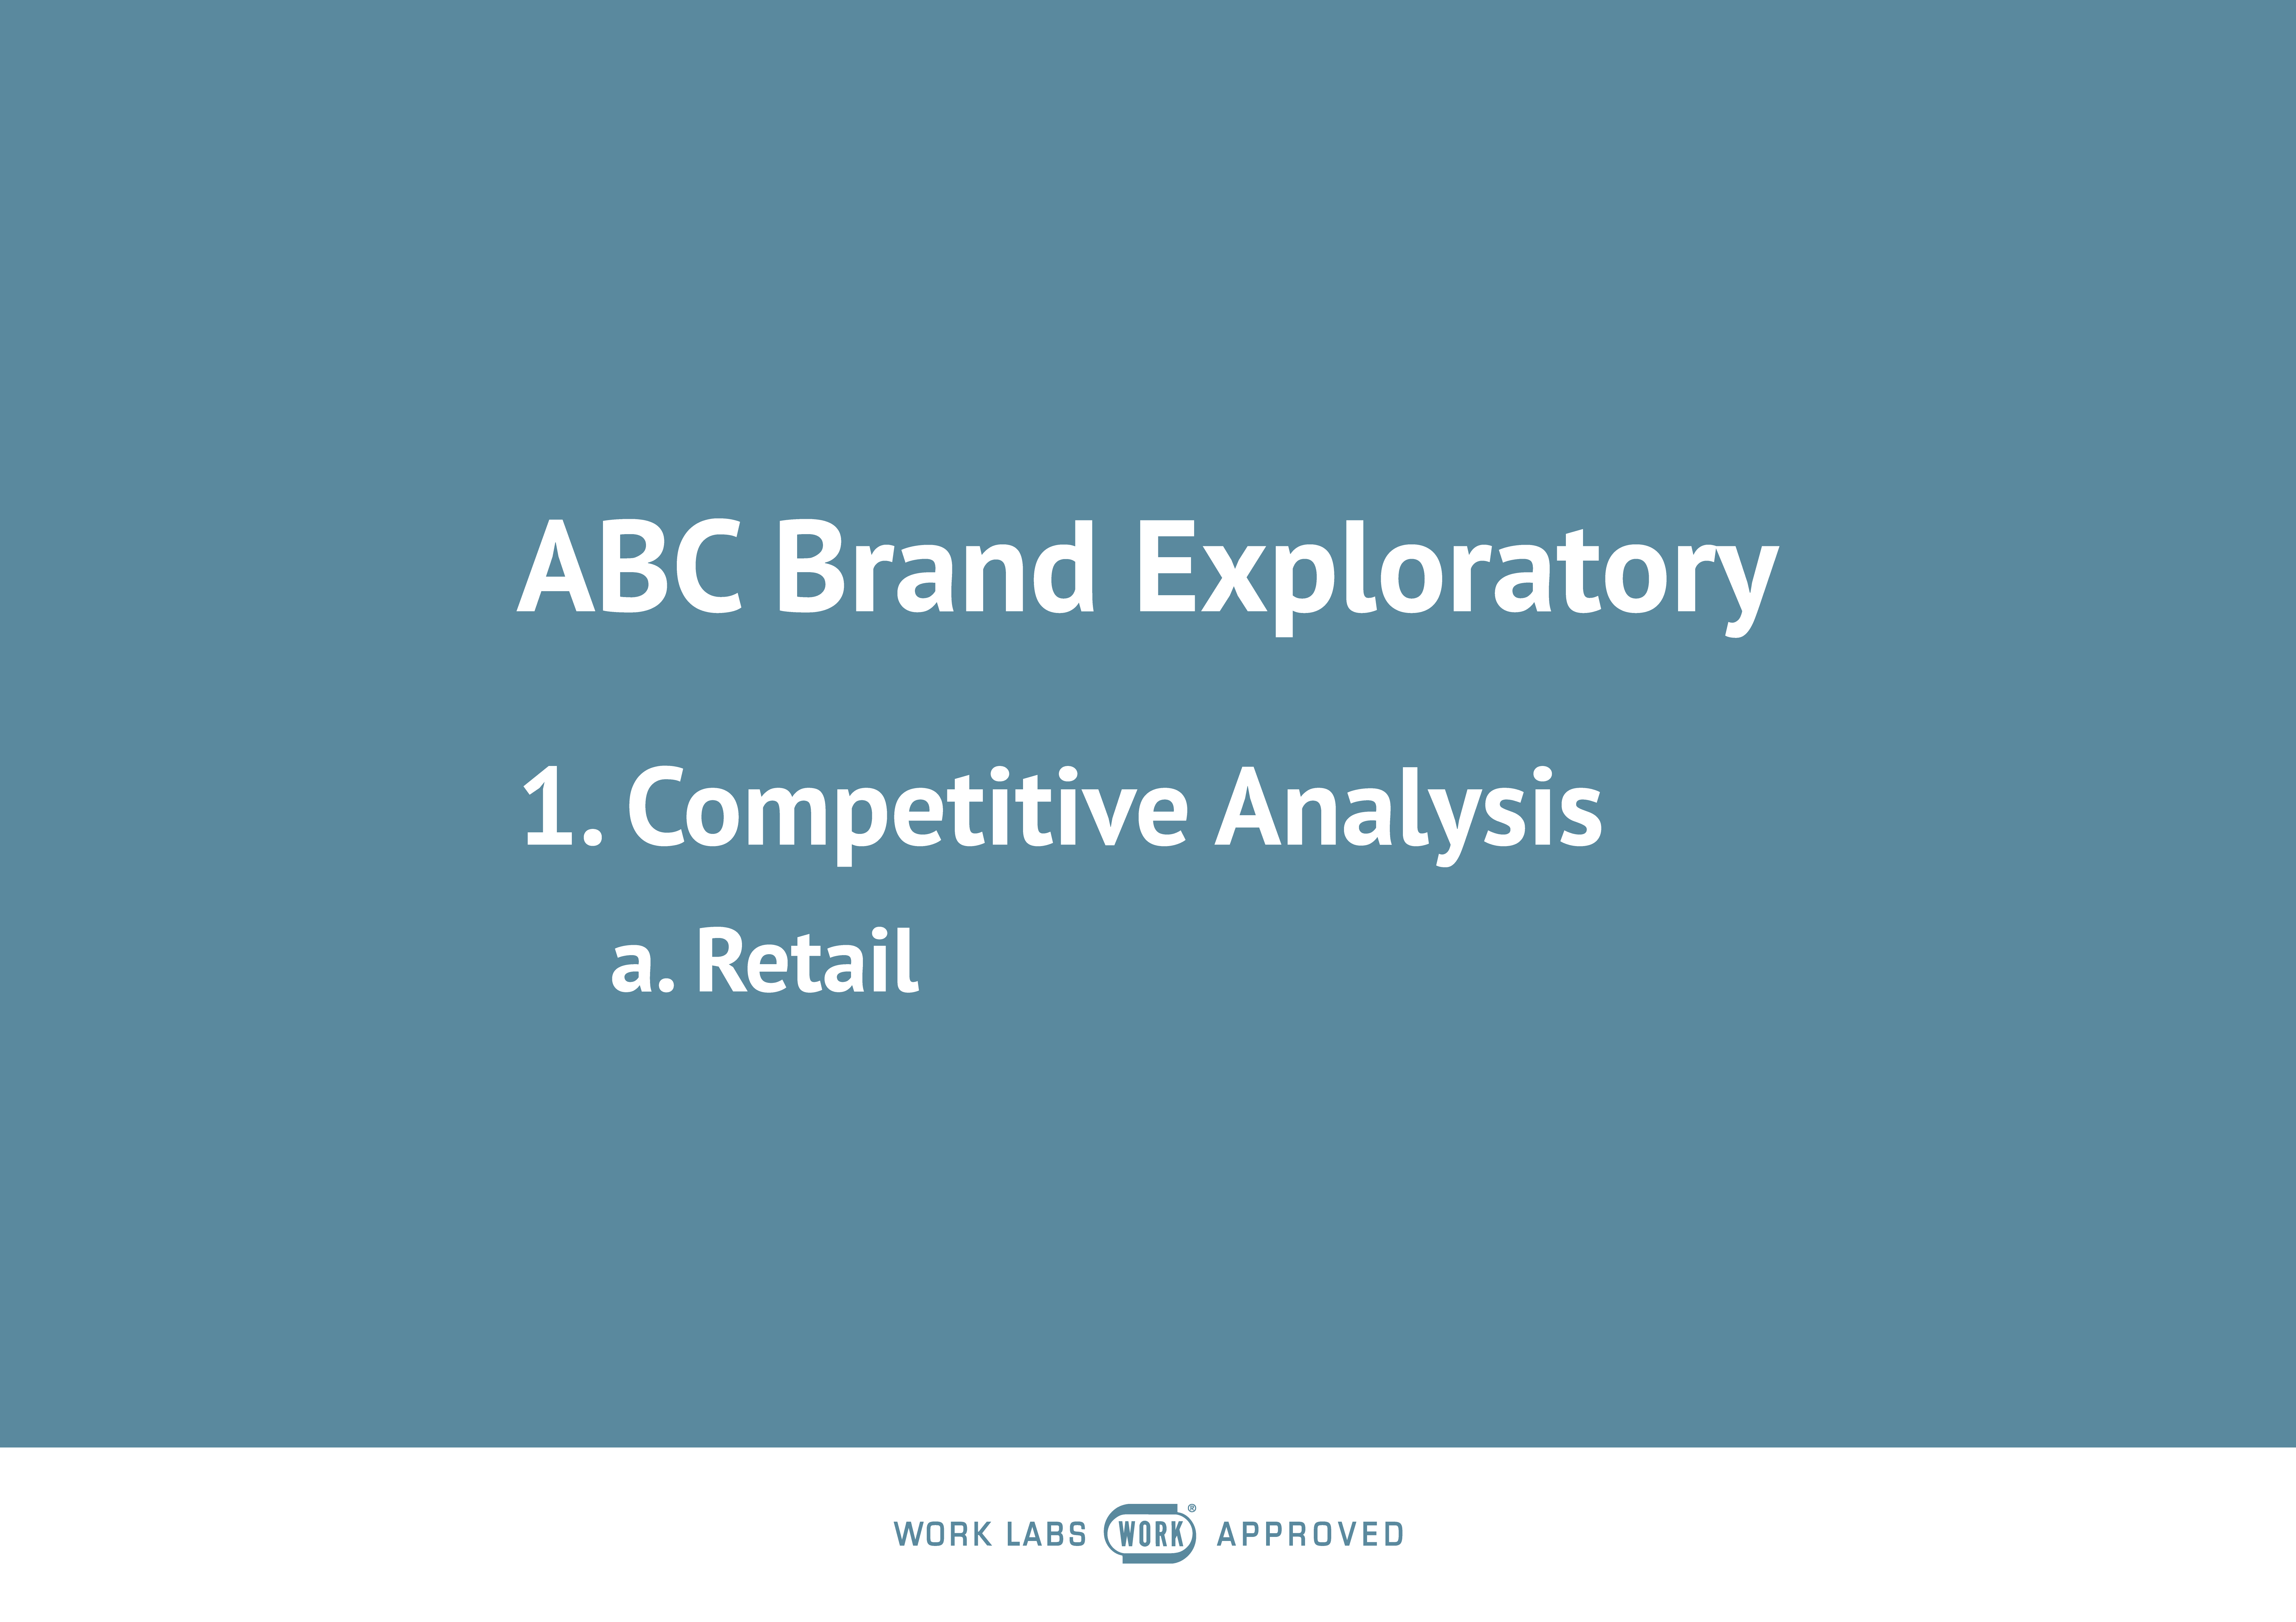 ABC Brand Exploratory
1. Competitive Analysis
a. Retail
WORK LABS WORK® APPROVED